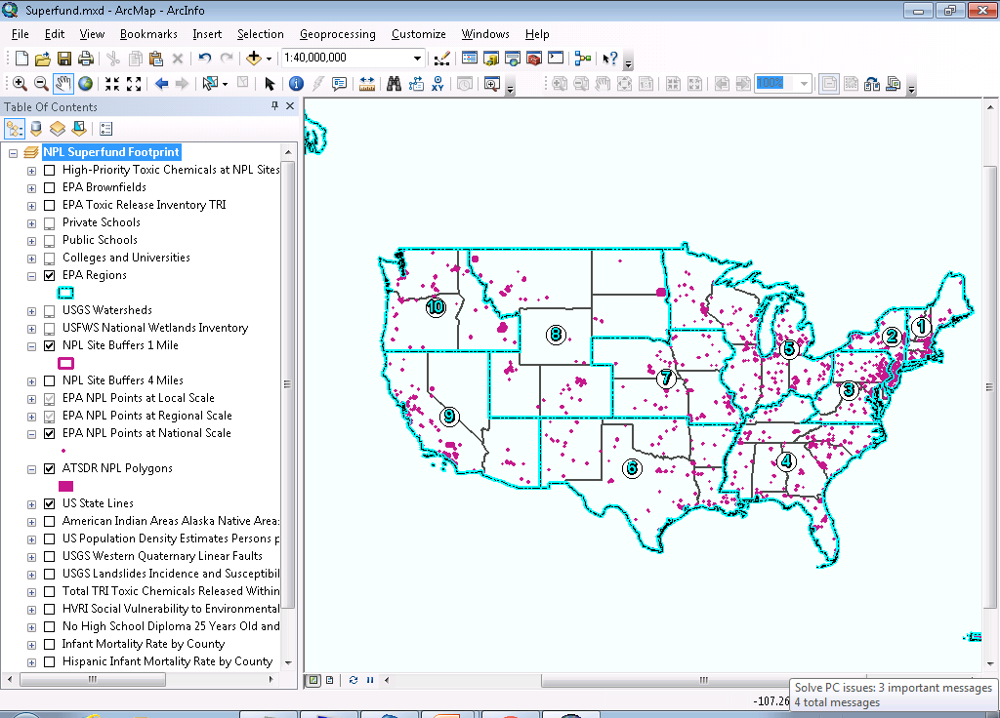 Superfund.mxd - ArcMap - ArcInfo
File Edit View Bookmarks Insert Selection Geoprocessing Customize Windows Help
1:40,000,000
100%
Table Of Contents
NPL Superfund Footprint
High-Priority Toxic Chemicals at NPL Sites
EPA Brownfields
EPA Toxic Release Inventory TRI
Private Schools
Public Schools
Colleges and Universities
EPA Regions
USGS Watersheds
USFWS National Wetlands Inventory
NPL Site Buffers 1 Mile
NPL Site Buffers 4 Miles
EPA NPL Points at Local Scale
EPA NPL Points at Regional Scale
EPA NPL Points at National Scale
ATSDR NPL Polygons
US State Lines
American Indian Areas Alaska Native Area
US Population Density Estimates Persons p
USGS Western Quaternary Linear Faults
USGS Landslides Incidence and Susceptibil
Total TRI Toxic Chemicals Released Within
HVRI Social Vulnerability to Environmental
No High School Diploma 25 Years Old and
Infant Mortality Rate by County
Hispanic Infant Mortality Rate by County
10
8
1
2
5
7
3
9
4
6
-107.26
Solve PC issues: 3 important messages
4 total messages